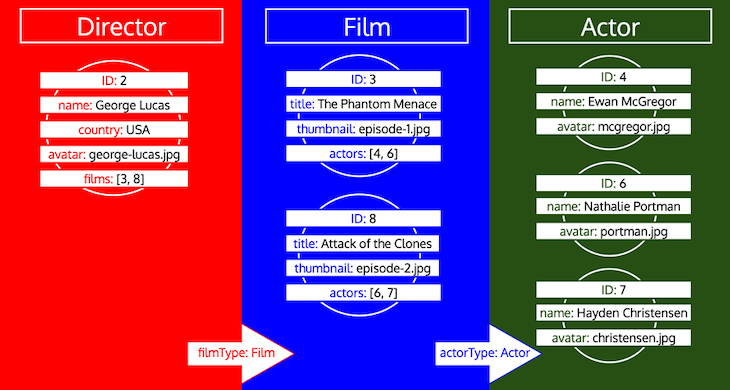 Director
ID: 2
name: George Lucas
country: USA
avatar: george-lucas.jpg
films: [3, 8]
filmType: Film
Film
ID: 3
title: The Phantom Menace
thumbnail: episode-1.jpg
actors: [4, 6]
ID: 8
title: Attack of the Clones
thumbnail: episode-2.jpg
actors: [6, 7]
actorType: Actor
Actor
ID: 4
name: Ewan McGregor
avatar: mcgregor.jpg
ID: 6
name: Nathalie Portman
avatar: portman.jpg
ID: 7
name: Hayden Christensen
avatar: christensen.jpg